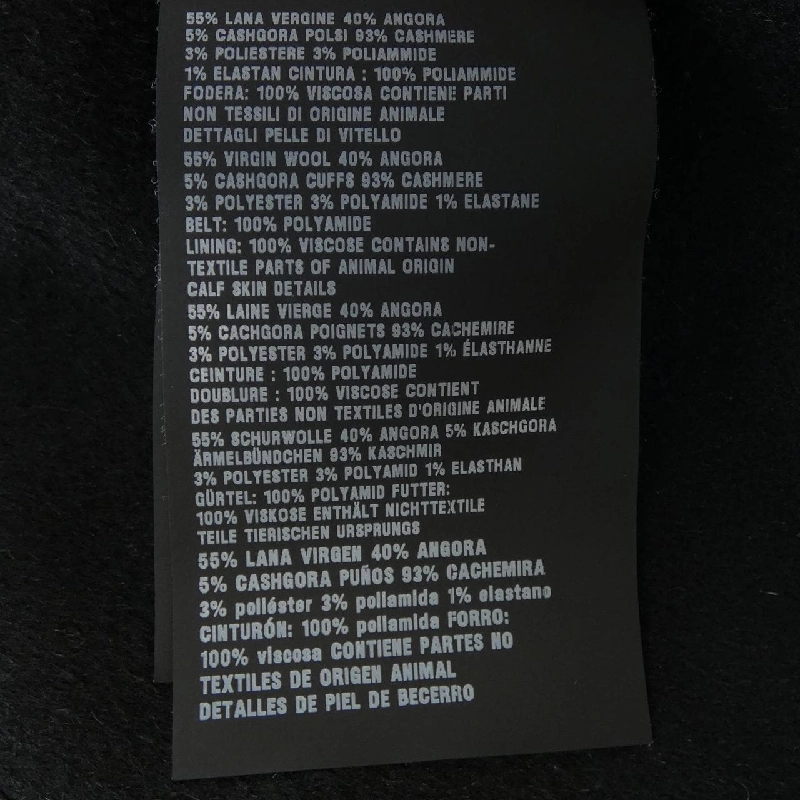 55% LANA VERGINE 40% ANGORA
5% CASHGORA POLSI 93% CASHMERE
3% POLIESTERE 3% POLIAMMIDE
1% ELASTAN CINTURA : 100% POLIAMMIDE
FODERA: 100% VISCOSA CONTIENE PARTI
NON TESSILI DI ORIGINE ANIMALE
DETTAGLI PELLE DI VITELLO
55% VIRGIN WOOL 40% ANGORA
5% CASHGORA CUFFS 93% CASHMERE
3% POLYESTER 3% POLYAMIDE 1% ELASTANE
BELT: 100% POLYAMIDE
LINING: 100% VISCOSE CONTAINS NON-
TEXTILE PARTS OF ANIMAL ORIGIN
CALF SKIN DETAILS
55% LAINE VIERGE 40% ANGORA
5% CACHGORA POIGNETS 93% CACHEMIRE
3% POLYESTER 3% POLYAMIDE 1% ÉLASTHANNE
CEINTURE : 100% POLYAMIDE
DOUBLURE : 100% VISCOSE CONTIENT
DES PARTIES NON TEXTILES D'ORIGINE ANIMALE
55% SCHURWOLLE 40% ANGORA 5% KASCHGORA
ÄRMELBÜNDCHEN 93% KASCHMIR
3% POLYESTER 3% POLYAMID 1% ELASTHAN
GÜRTEL: 100% POLYAMID FUTTER:
100% VISKOSE ENTHÄLT NICHTTEXTILE
TEILE TIERISCHEN URSPRUNGS
55% LANA VIRGEN 40% ANGORA
5% CASHGORA PUÑOS 93% CACHEMIRA
3% poliéster 3% poliamida 1% elastano
CINTURÓN: 100% poliamida FORRO:
100% viscosa CONTIENE PARTES NO
TEXTILES DE ORIGEN ANIMAL
DETALLES DE PIEL DE BECERRO